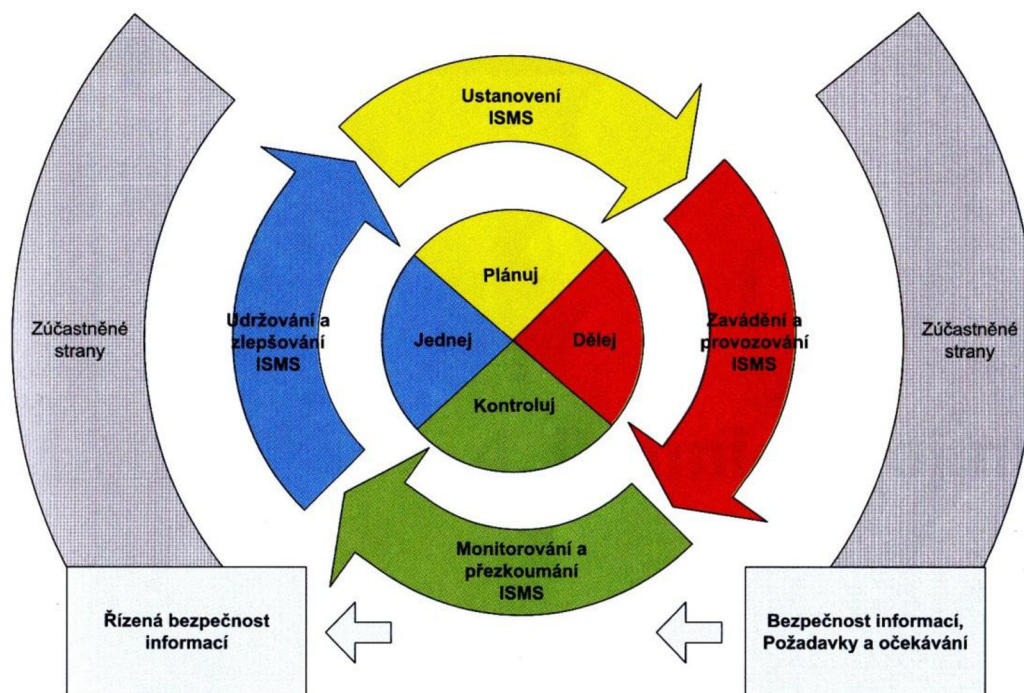 Ustanovení
ISMS
Plánuj
Zúčastněné
strany
Udržování a
zlepšování
ISMS
Jednej
Dělej
Zavádění a
provozování
ISMS
Zúčastněné
strany
Kontroluj
Monitorování a
přezkoumání
ISMS
Řízená bezpečnost
informací
Bezpečnost informací,
Požadavky a očekávání